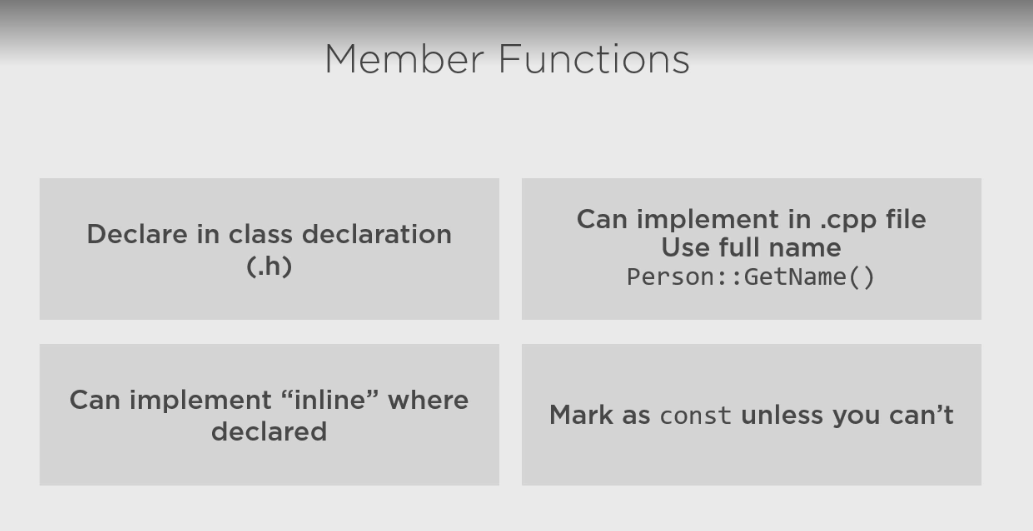 Member Functions
Declare in class declaration
(.h)
Can implement in .cpp file
Use full name
Person::GetName()
Can implement “inline” where
declared
Mark as const unless you can’t